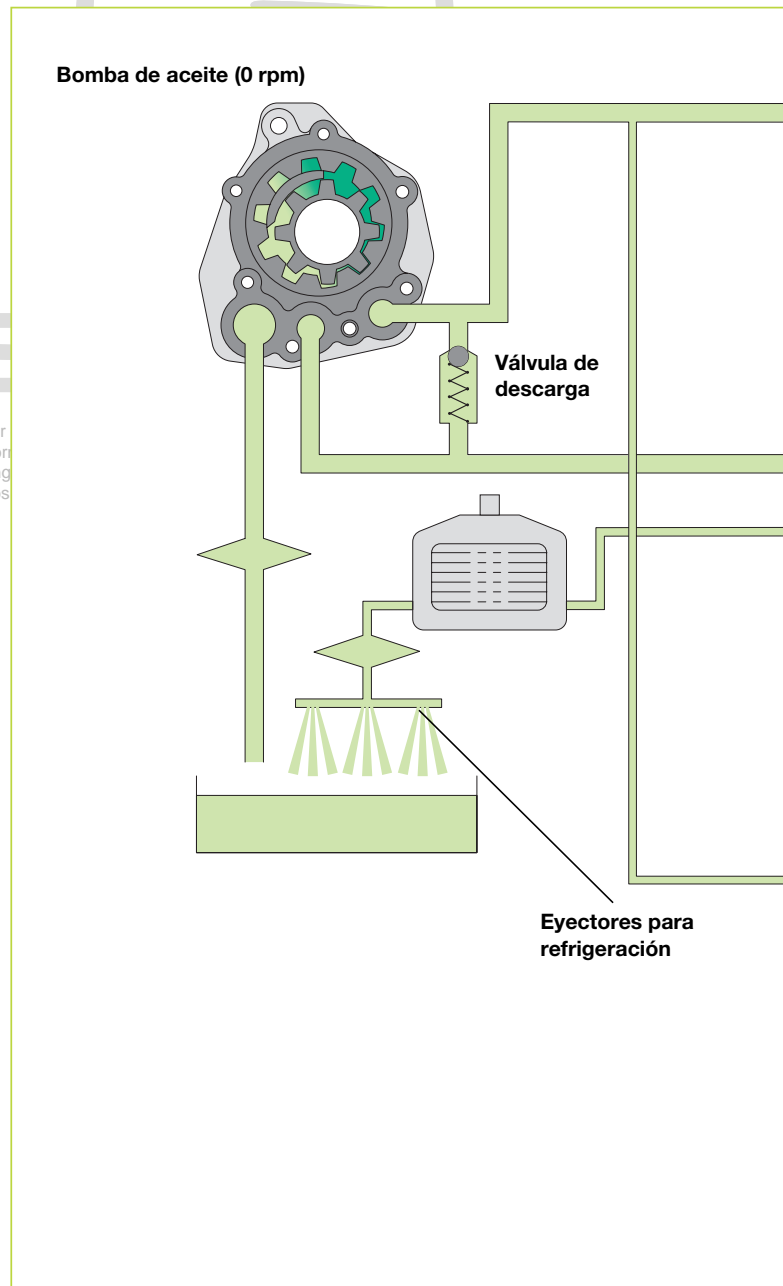 Bomba de aceite (0 rpm)
Válvula de
descarga
Eyectores para
refrigeración